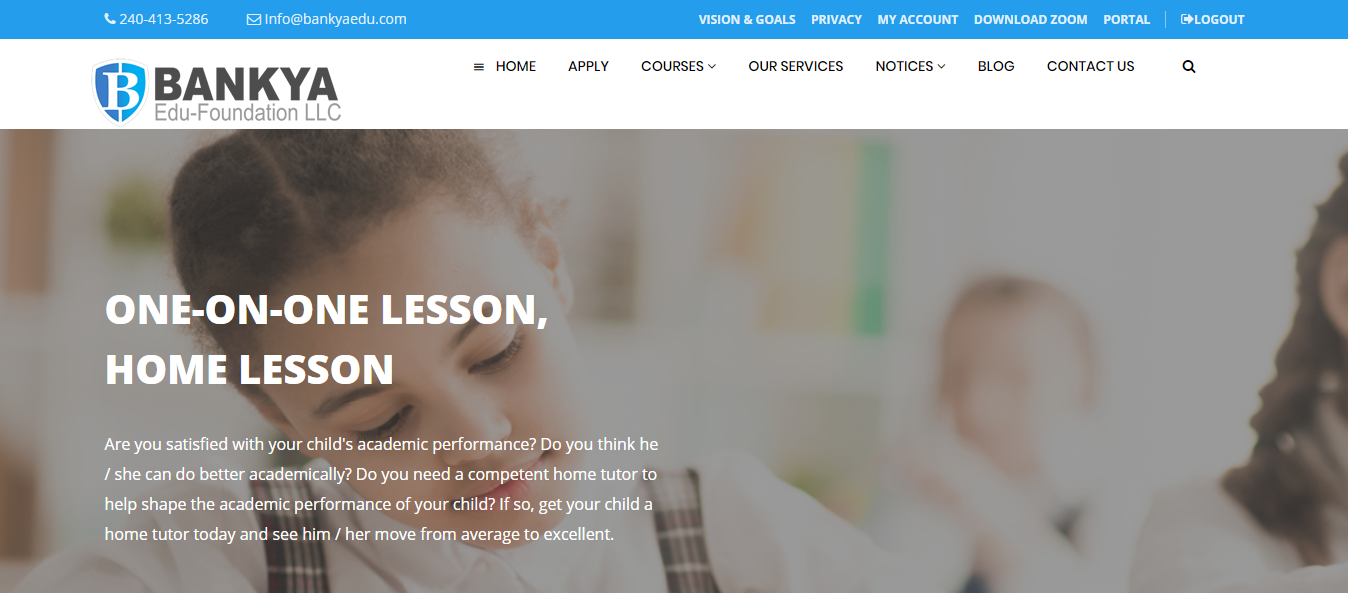 240-413-5286 Info@bankyaedu.com VISION & GOALS PRIVACY MY ACCOUNT DOWNLOAD ZOOM PORTAL LOGOUT
HOME APPLY COURSES OUR SERVICES NOTICES BLOG CONTACT US
B BANKYA
Edu-Foundation LLC
ONE-ON-ONE LESSON,
HOME LESSON
Are you satisfied with your child's academic performance? Do you think he
/ she can do better academically? Do you need a competent home tutor to
help shape the academic performance of your child? If so, get your child a
home tutor today and see him / her move from average to excellent.